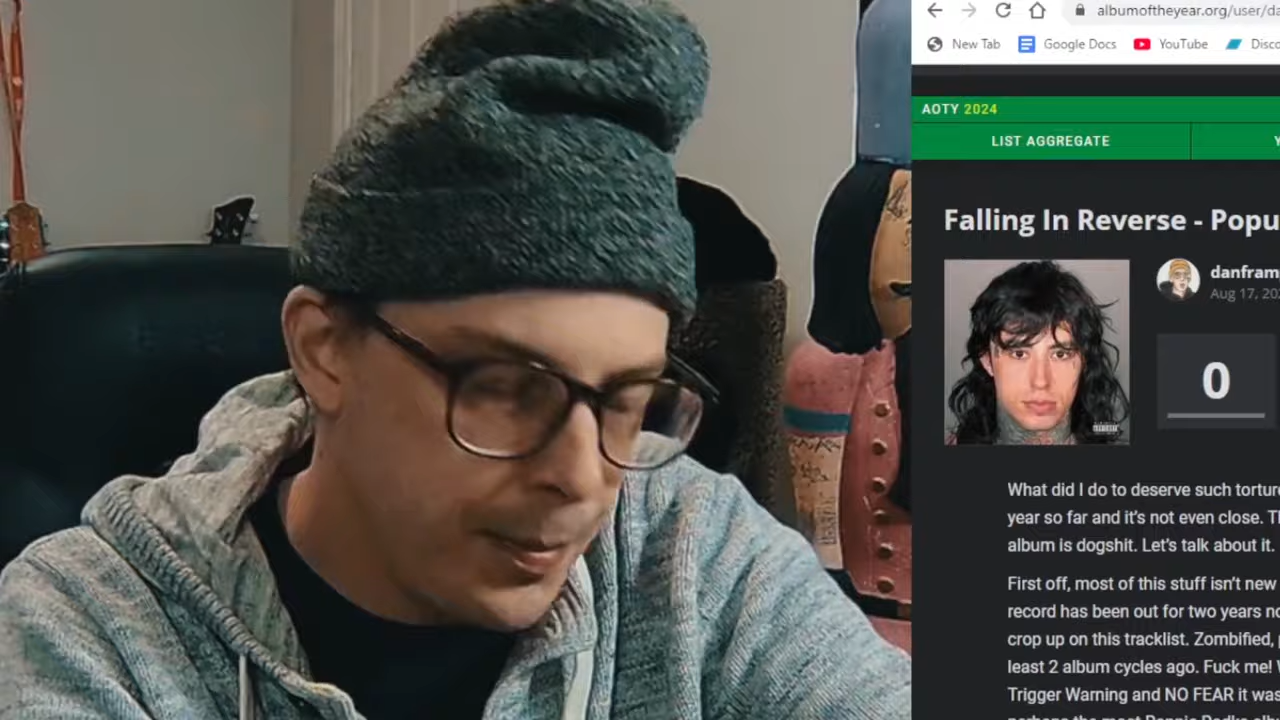 albumoftheyear.org/user/da
New Tab Google Docs YouTube Disco
AOTY 2024
LIST AGGREGATE Y
Falling In Reverse - Popu
danfram
Aug 17, 20
0
What did I do to deserve such torture
year so far and it's not even close. Th
album is dogshit. Let's talk about it.
First off, most of this stuff isn't new
record has been out for two years no
crop up on this tracklist. Zombified, p
least 2 album cycles ago. Fuck me! W
Trigger Warning and NO FEAR it was